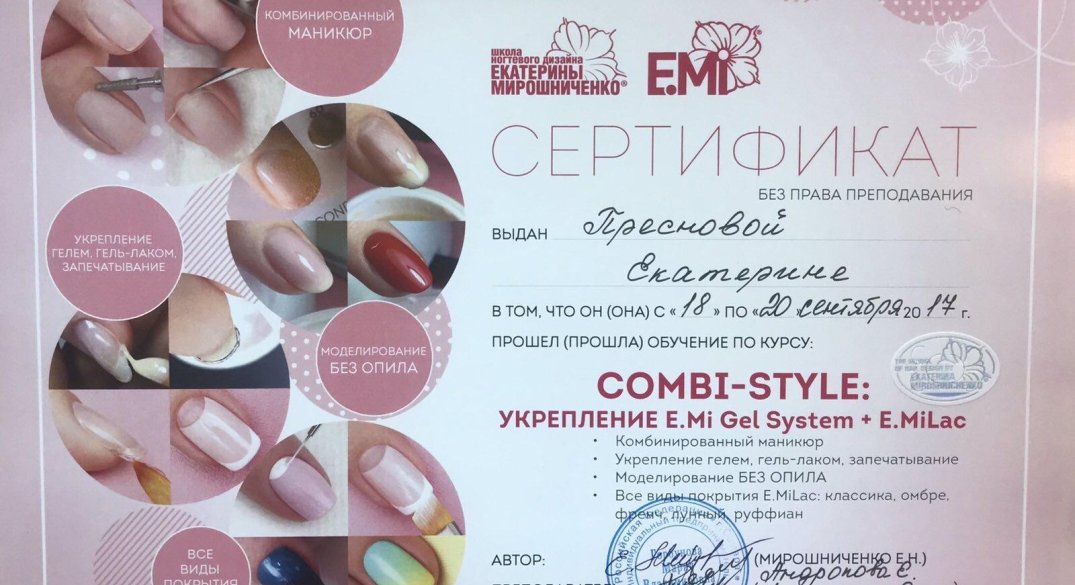 КОМБИНИРОВАННЫЙ
МАНИКЮР
УКРЕПЛЕНИЕ
ГЕЛЕМ, ГЕЛЬ-ЛАКОМ,
ЗАПЕЧАТЫВАНИЕ
МОДЕЛИРОВАНИЕ
БЕЗ ОПИЛА
ВСЕ
ВИДЫ
ПОКРЫТИЯ
школа
ногтевого дизайна
ЕКАТЕРИНЫ
МИРОШНИЧЕНКО®
E.Mi®
СЕРТИФИКАТ
БЕЗ ПРАВА ПРЕПОДАВАНИЯ
ВЫДАН Пресновой
Екатерине
В ТОМ, ЧТО ОН (ОНА) С «18» ПО «20» сентября 2017 г.
ПРОШЕЛ (ПРОШЛА) ОБУЧЕНИЕ ПО КУРСУ:
EKATERINA
MIROSHNICHENKO
COMBI-STYLE:
УКРЕПЛЕНИЕ E.Mi Gel System + E.MiLac
• Комбинированный маникюр
• Укрепление гелем, гель-лаком, запечатывание
• Моделирование БЕЗ ОПИЛА
• Все виды покрытия E.MiLac: классика, омбре,
френч, лунный, руффиан
АВТОР: (МИРОШНИЧЕНКО Е.Н.)
Андропова Е.